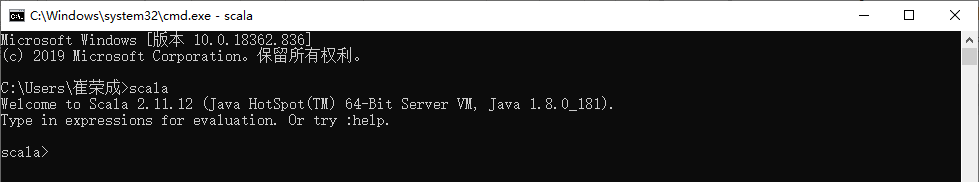 C:\Windows\system32\cmd.exe - scala
Microsoft Windows [版本 10.0.18362.836]
(c) 2019 Microsoft Corporation。保留所有权利。
C:\Users\崔荣成>scala
Welcome to Scala 2.11.12 (Java HotSpot(TM) 64-Bit Server VM, Java 1.8.0_181).
Type in expressions for evaluation. Or try :help.
scala>